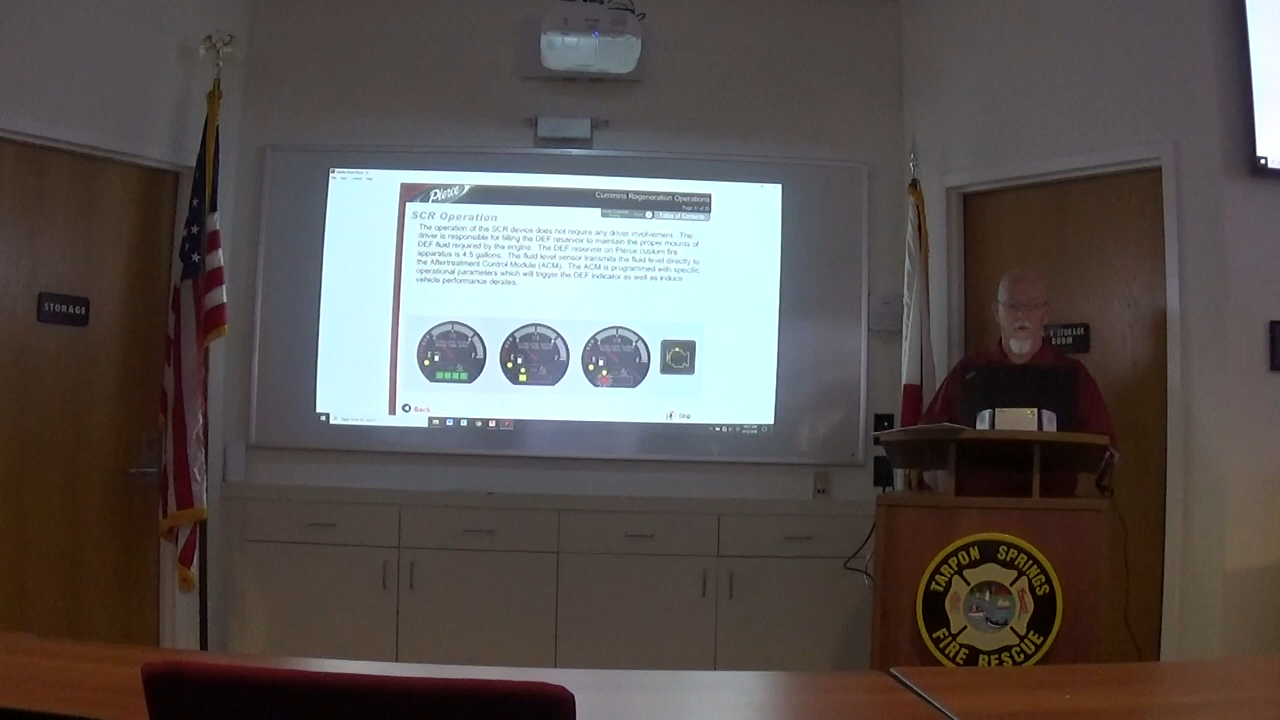 Pierce
Cummins Regeneration Operations
Table of Contents
SCR Operation
The operation of the SCR device does not require any driver involvement. The
driver is responsible for filling the DEF reservoir to maintain the proper mounts of
DEF fluid required by the engine. The DEF reservoir on Pierce custom fire
apparatus is 4.5 gallons. The fluid level sensor transmits the fluid level directly to
the Aftertreatment Control Module (ACM). The ACM is programmed with specific
operational parameters which will trigger the DEF indicator as well as induce
vehicle performance derates.
Back
STORAGE
STORAGE
ROOM
TARPON SPRINGS
FIRE RESCUE